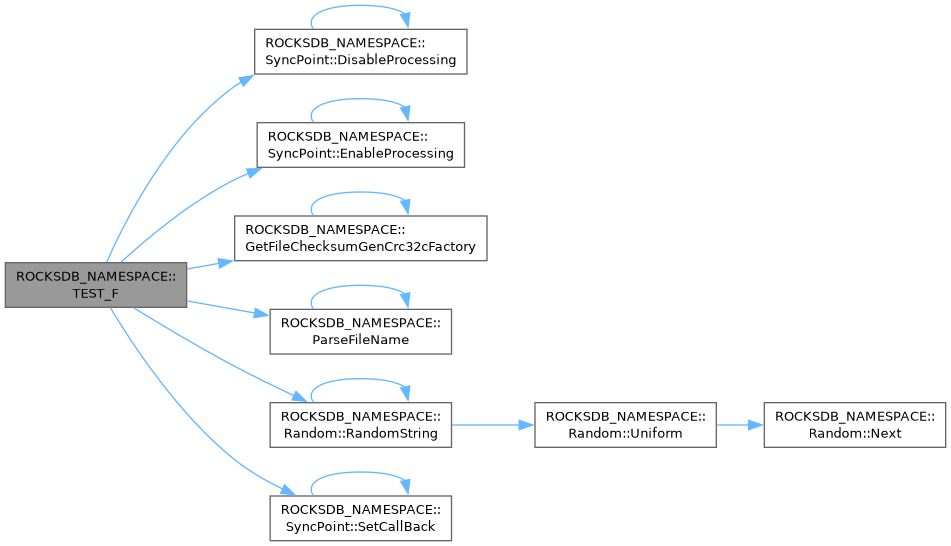 ROCKSDB_NAMESPACE::
SyncPoint::DisableProcessing
ROCKSDB_NAMESPACE::
SyncPoint::EnableProcessing
ROCKSDB_NAMESPACE::
GetFileChecksumGenCrc32cFactory
ROCKSDB_NAMESPACE::
TEST_F
ROCKSDB_NAMESPACE::
ParseFileName
ROCKSDB_NAMESPACE::
Random::RandomString
ROCKSDB_NAMESPACE::
Random::Uniform
ROCKSDB_NAMESPACE::
Random::Next
ROCKSDB_NAMESPACE::
SyncPoint::SetCallBack